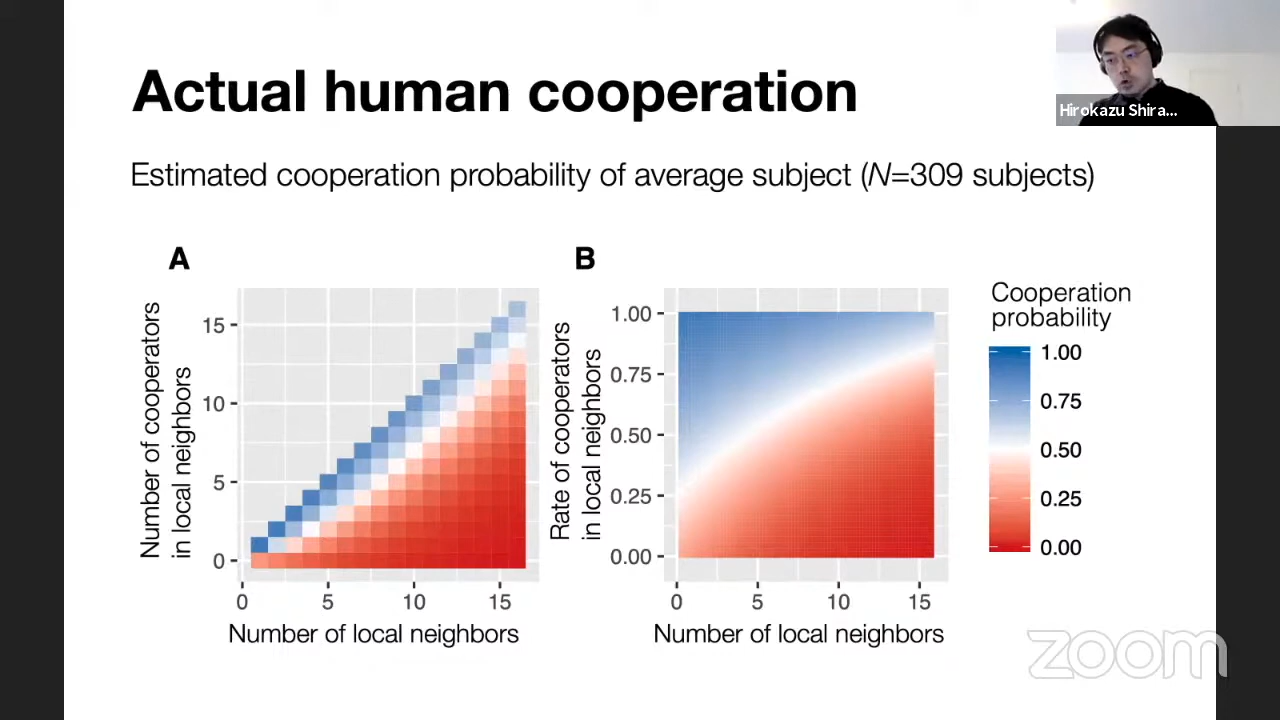 Actual human cooperation
Hirokazu Shira...
Estimated cooperation probability of average subject (N=309 subjects)
A
B
Number of cooperators
in local neighbors
15
10
5
0
0
5
10
15
Number of local neighbors
Rate of cooperators
in local neighbors
1.00
0.75
0.50
0.25
0.00
0
5
10
15
Number of local neighbors
Cooperation
probability
1.00
0.75
0.50
0.25
0.00
zoom